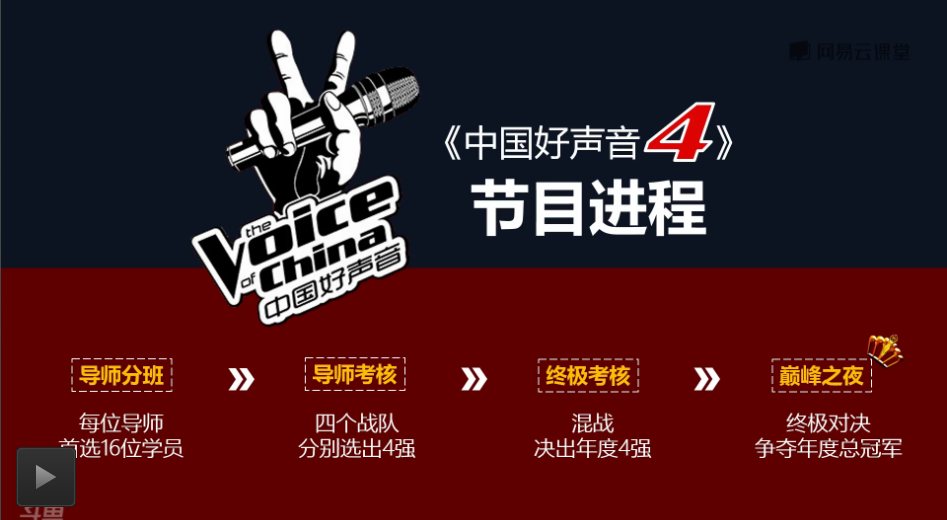 网易云课堂
《中国好声音4》
节目进程
the
Voice
of China
中国好声音
导师分班
导师考核
终极考核
巅峰之夜
每位导师
首选16位学员
四个战队
分别选出4强
混战
决出年度4强
终极对决
争夺年度总冠军